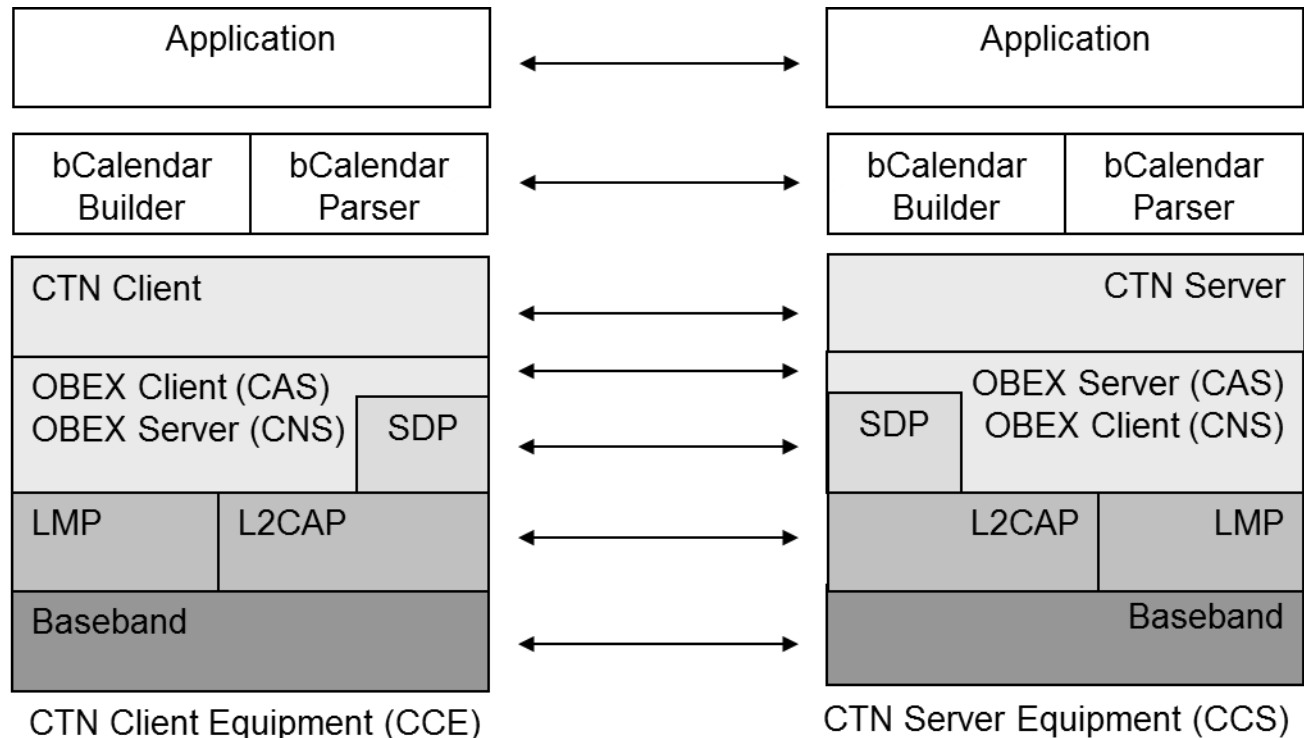 Application
Application
bCalendar Builder
bCalendar Parser
bCalendar Builder
bCalendar Parser
CTN Client
CTN Server
OBEX Client (CAS)
OBEX Server (CNS)
SDP
SDP
OBEX Server (CAS)
OBEX Client (CNS)
LMP
L2CAP
L2CAP
LMP
Baseband
Baseband
CTN Client Equipment (CCE)
CTN Server Equipment (CCS)